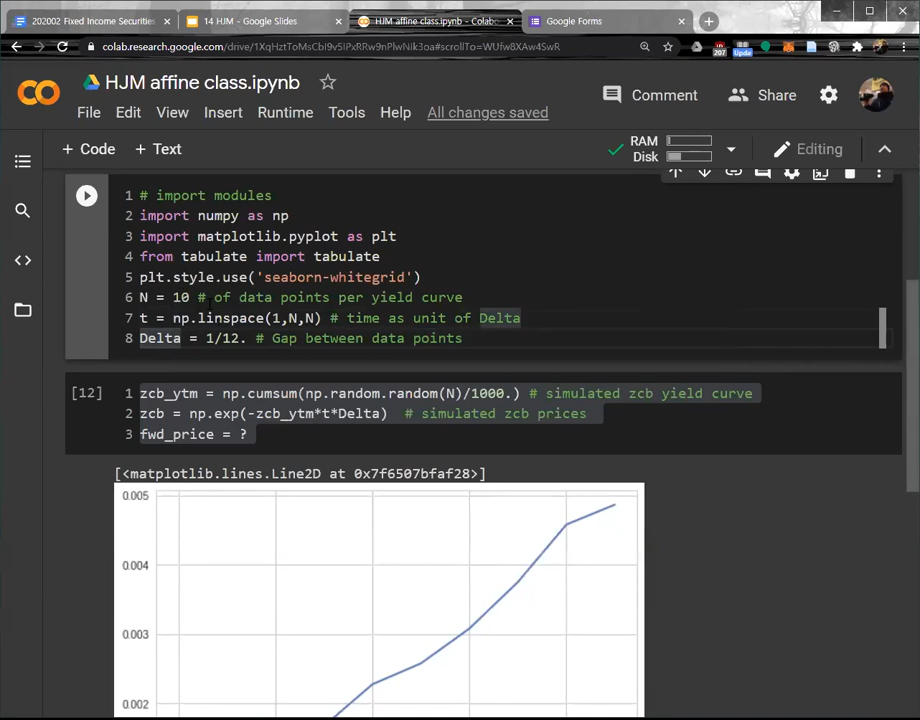 202002 Fixed Income Securities
14 HJM - Google Slides
HJM affine class.ipynb - Colabo
Google Forms
colab.research.google.com/drive/1XqHztToMsCbI9v5IPxRRw9nPlwNik3oa#scrollTo=WUfw8XAw4SwR
207
Upda
HJM affine class.ipynb
Comment
Share
File Edit View Insert Runtime Tools Help All changes saved
+ Code + Text
RAM
Disk
Editing
1 # import modules
2 import numpy as np
3 import matplotlib.pyplot as plt
4 from tabulate import tabulate
5 plt.style.use('seaborn-whitegrid')
6 N = 10 # of data points per yield curve
7 t = np.linspace(1,N,N) # time as unit of Delta
8 Delta = 1/12. # Gap between data points
[12] 1 zcb_ytm = np.cumsum(np.random.random(N)/1000.) # simulated zcb yield curve
2 zcb = np.exp(-zcb_ytm*t*Delta) # simulated zcb prices
3 fwd_price = ?
[<matplotlib.lines.Line2D at 0x7f6507bfaf28>]
0.005
0.004
0.003
0.002